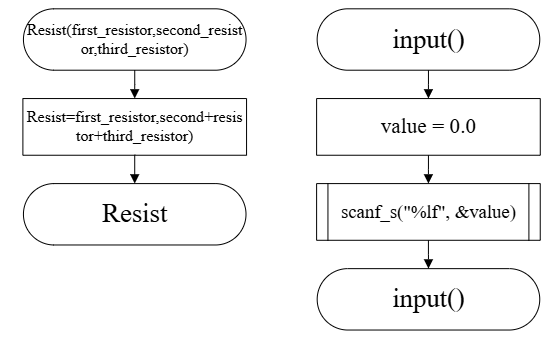 Resist(first_resistor,second_resist
or,third_resistor)
Resist=first_resistor,second+resis
tor+third_resistor)
Resist
input()
value = 0.0
scanf_s("%lf", &value)
input()